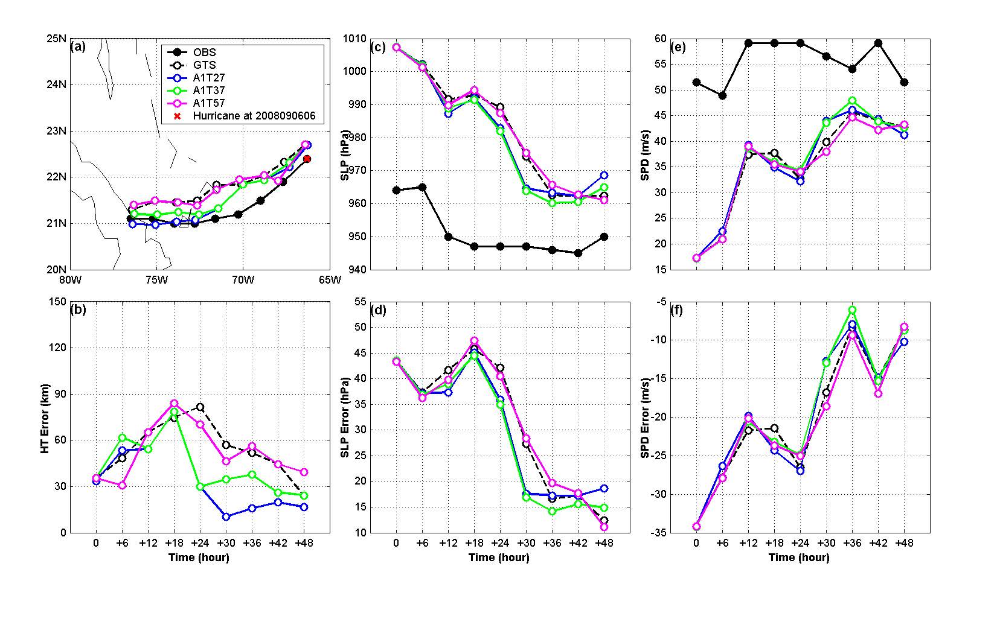 (a)
25N
24N
23N
22N
21N
20N
80W 75W 70W 65W
OBS
GTS
A1T27
A1T37
A1T57
Hurricane at 2008090606
(c)
1010
1000
990
980
970
960
950
940
SLP (hPa)
(e)
60
55
50
45
40
35
30
25
20
15
SPD (m/s)
(b)
150
120
90
60
30
0
HT Error (km)
0 +6 +12 +18 +24 +30 +36 +42 +48
Time (hour)
(d)
55
50
45
40
35
30
25
20
15
10
SLP Error (hPa)
0 +6 +12 +18 +24 +30 +36 +42 +48
Time (hour)
(f)
-5
-10
-15
-20
-25
-30
-35
SPD Error (m/s)
0 +6 +12 +18 +24 +30 +36 +42 +48
Time (hour)